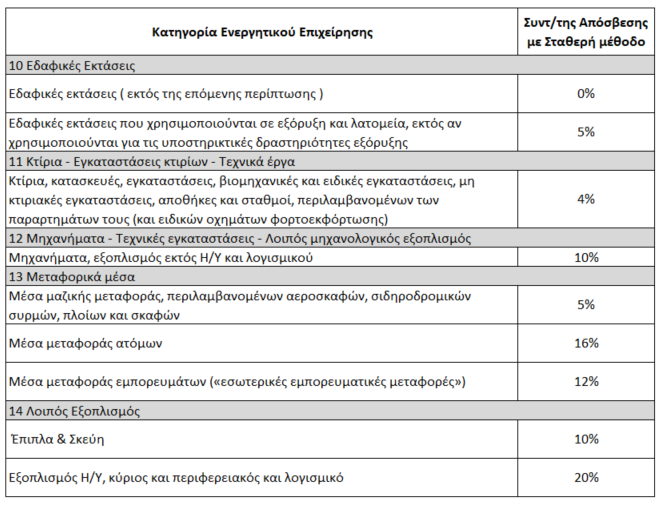 Κατηγορία Ενεργητικού Επιχείρησης
Συντ/της Απόσβεσης
με Σταθερή μέθοδο
10 Εδαφικές Εκτάσεις
Εδαφικές εκτάσεις ( εκτός της επόμενης περίπτωσης )
0%
Εδαφικές εκτάσεις που χρησιμοποιούνται σε εξόρυξη και λατομεία, εκτός αν
χρησιμοποιούνται για τις υποστηρικτικές δραστηριότητες εξόρυξης
5%
11 Κτίρια - Εγκαταστάσεις κτιρίων - Τεχνικά έργα
Κτίρια, κατασκευές, εγκαταστάσεις, βιομηχανικές και ειδικές εγκαταστάσεις, μη
κτιριακές εγκαταστάσεις, αποθήκες και σταθμοί, περιλαμβανομένων των
παραρτημάτων τους (και ειδικών οχημάτων φορτοεκφόρτωσης)
4%
12 Μηχανήματα - Τεχνικές εγκαταστάσεις - Λοιπός μηχανολογικός εξοπλισμός
Μηχανήματα, εξοπλισμός εκτός Η/Υ και λογισμικού
10%
13 Μεταφορικά μέσα
Μέσα μαζικής μεταφοράς, περιλαμβανομένων αεροσκαφών, σιδηροδρομικών
συρμών, πλοίων και σκαφών
5%
Μέσα μεταφοράς ατόμων
16%
Μέσα μεταφοράς εμπορευμάτων («εσωτερικές εμπορευματικές μεταφορές»)
12%
14 Λοιπός Εξοπλισμός
Έπιπλα & Σκεύη
10%
Εξοπλισμός Η/Υ, κύριος και περιφερειακός και λογισμικό
20%